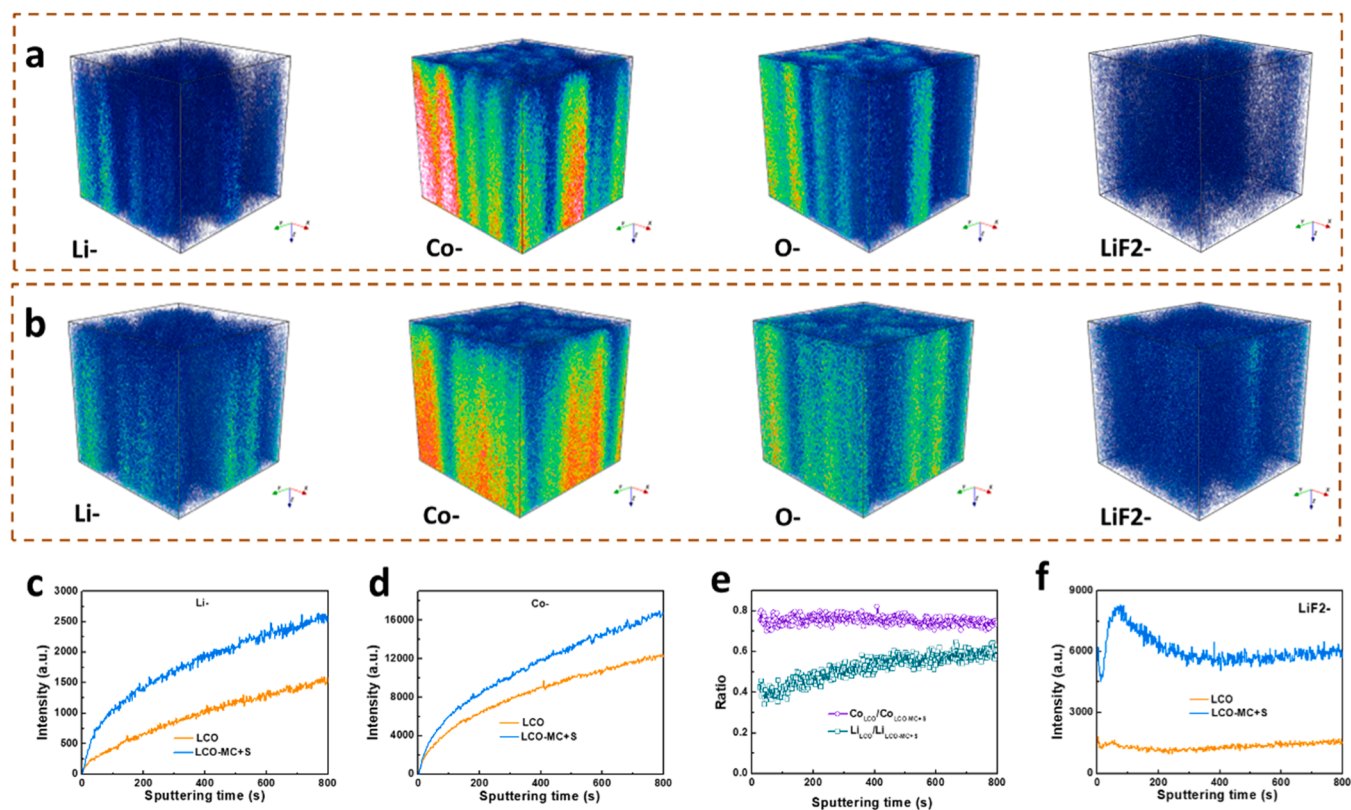 a
Li-
Co-
O-
LiF2-
b
Li-
Co-
O-
LiF2-
c
Li-
Intensity (a.u.)
3000
2500
2000
1500
1000
500
0
LCO
LCO-MC+S
0 200 400 600 800
Sputtering time (s)
d
Co-
Intensity (a.u.)
16000
12000
8000
4000
0
LCO
LCO-MC+S
0 200 400 600 800
Sputtering time (s)
e
Ratio
0.8
0.6
0.4
0.2
0.0
CoLCO/CoLCO-MC+S
LiLCO/LiLCO-MC+S
0 200 400 600 800
Sputtering time (s)
f
LiF2-
Intensity (a.u.)
9000
6000
3000
0
LCO
LCO-MC+S
0 200 400 600 800
Sputtering time (s)